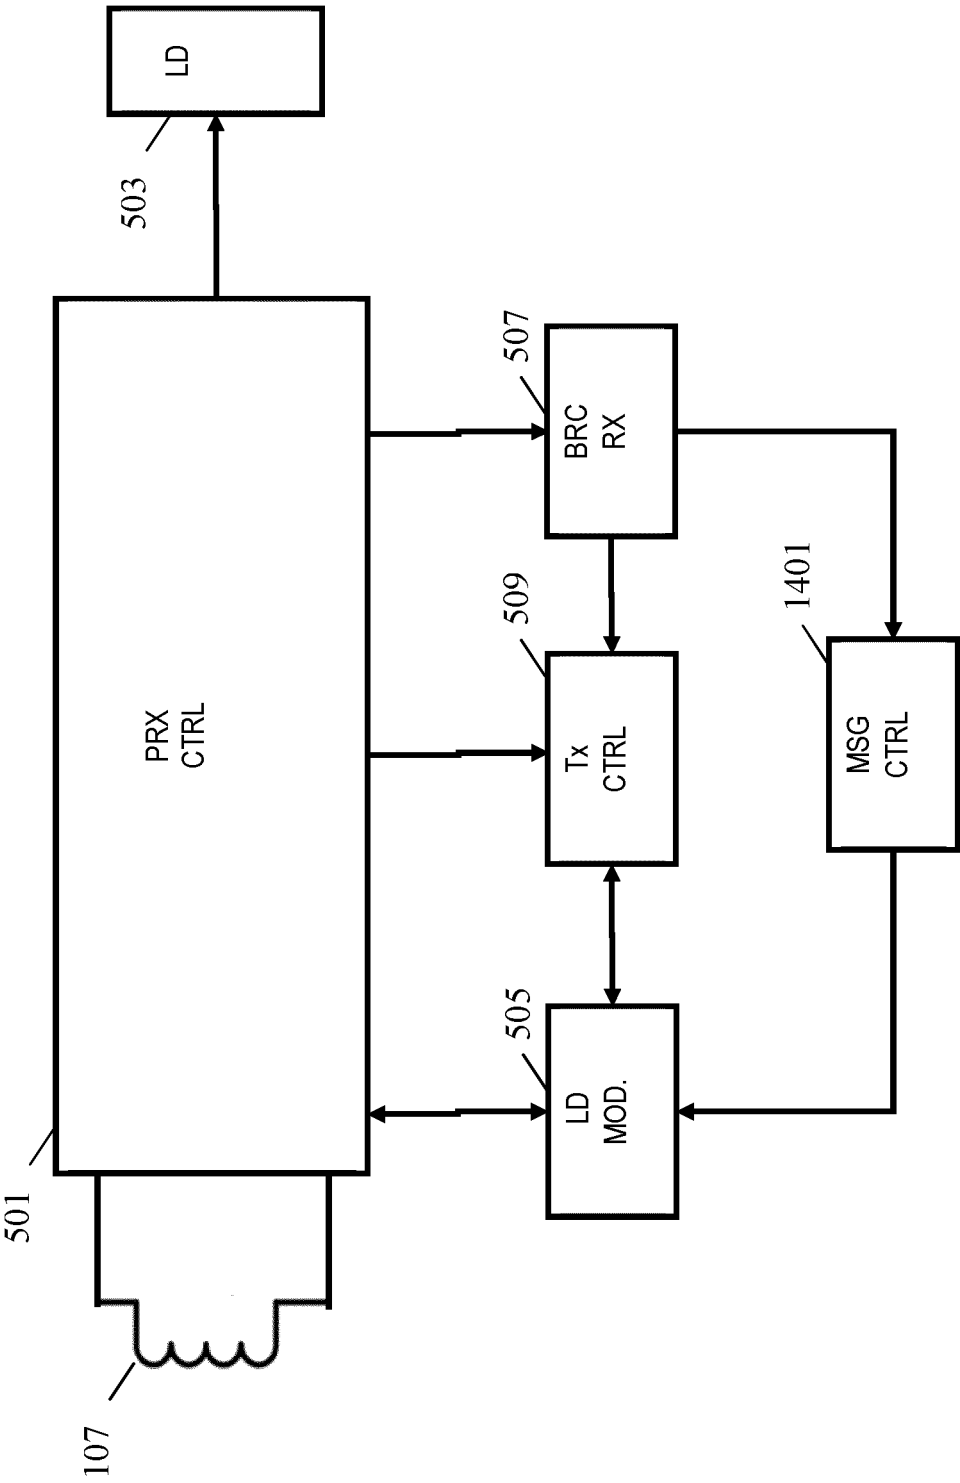 107
501
PRX
CTRL
503
LD
505
LD
MOD.
509
Tx
CTRL
507
BRC
RX
1401
MSG
CTRL